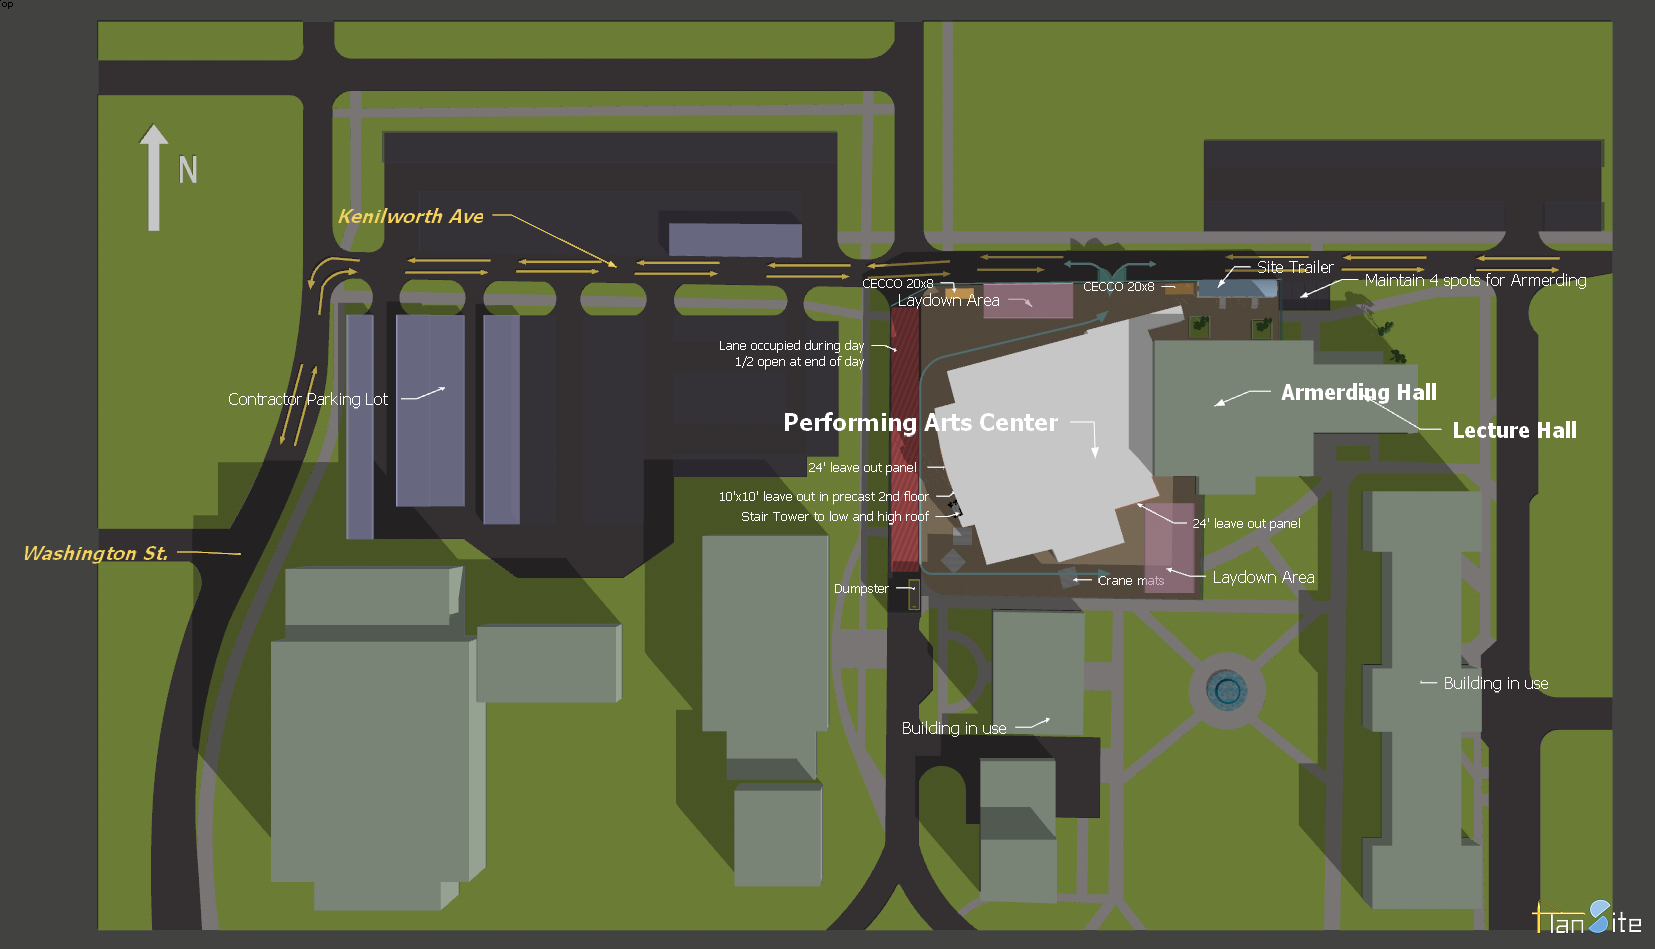 Top
N
Kenilworth Ave
Site Trailer
Maintain 4 spots for Armerding
CECCO 20x8
CECCO 20x8
Laydown Area
Lane occupied during day
1/2 open at end of day
Contractor Parking Lot
Armerding Hall
Performing Arts Center
Lecture Hall
24' leave out panel
10'x10' leave out in precast 2nd floor
Stair Tower to low and high roof
24' leave out panel
Washington St.
Crane mats
Laydown Area
Dumpster
Building in use
Building in use
PlanSite